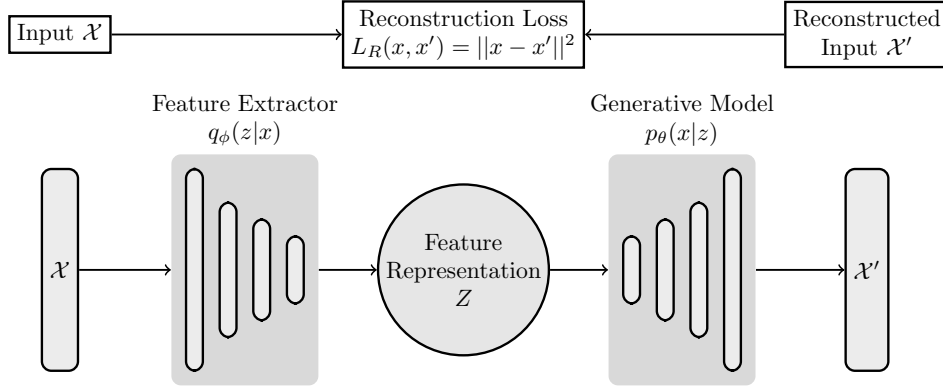 Input 𝒳
Reconstruction Loss
L_R(x, x′) = ||x − x′||²
Reconstructed
Input 𝒳′
Feature Extractor
q_ϕ(z|x)
Generative Model
p_θ(x|z)
𝒳
Feature
Representation
Z
𝒳′